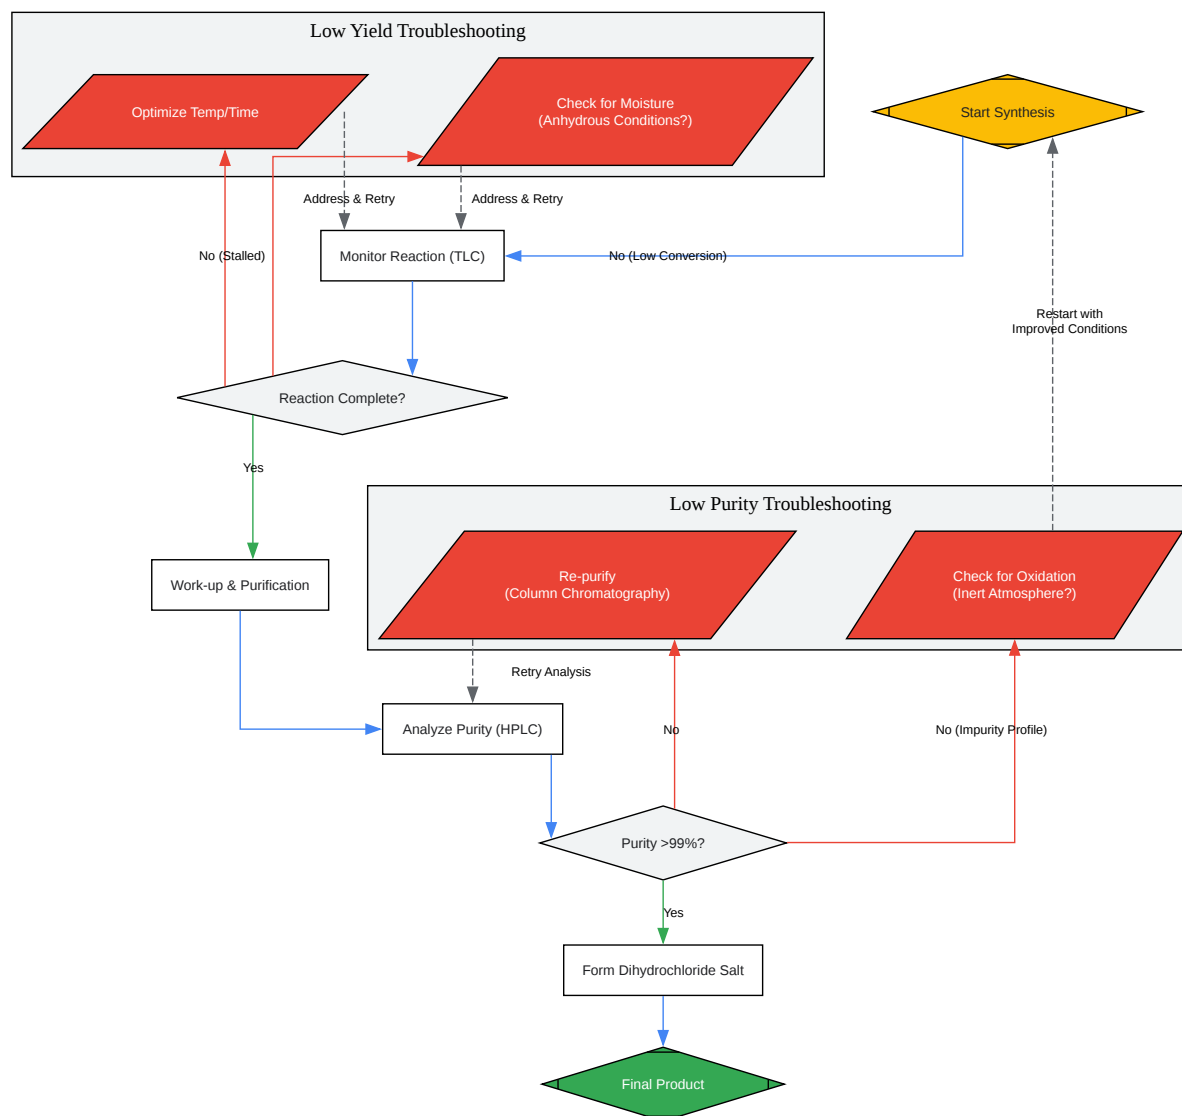 Low Yield Troubleshooting
Optimize Temp/Time
Check for Moisture
(Anhydrous Conditions?)
Start Synthesis
Address & Retry
Address & Retry
No (Stalled)
Monitor Reaction (TLC)
No (Low Conversion)
Restart with
Improved Conditions
Reaction Complete?
Yes
Low Purity Troubleshooting
Work-up & Purification
Re-purify
(Column Chromatography)
Check for Oxidation
(Inert Atmosphere?)
Retry Analysis
Analyze Purity (HPLC)
No
No (Impurity Profile)
Purity >99%?
Yes
Form Dihydrochloride Salt
Final Product